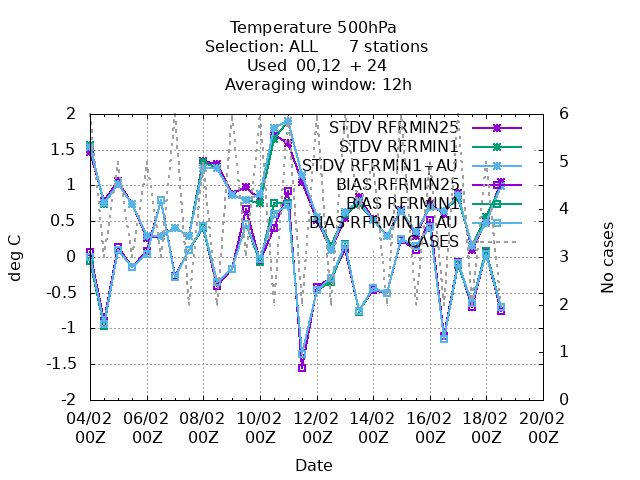 Temperature 500hPa
Selection: ALL 7 stations
Used 00,12 + 24
Averaging window: 12h
STDV RFRMIN25
STDV RFRMIN1
STDV RFRMIN1+AU
BIAS RFRMIN25
BIAS RFRMIN1
BIAS RFRMIN1+AU
CASES
2
1.5
1
0.5
0
-0.5
-1
-1.5
-2
deg C
6
5
4
3
2
1
0
No cases
04/02 06/02 08/02 10/02 12/02 14/02 16/02 18/02 20/02
00Z 00Z 00Z 00Z 00Z 00Z 00Z 00Z 00Z
Date